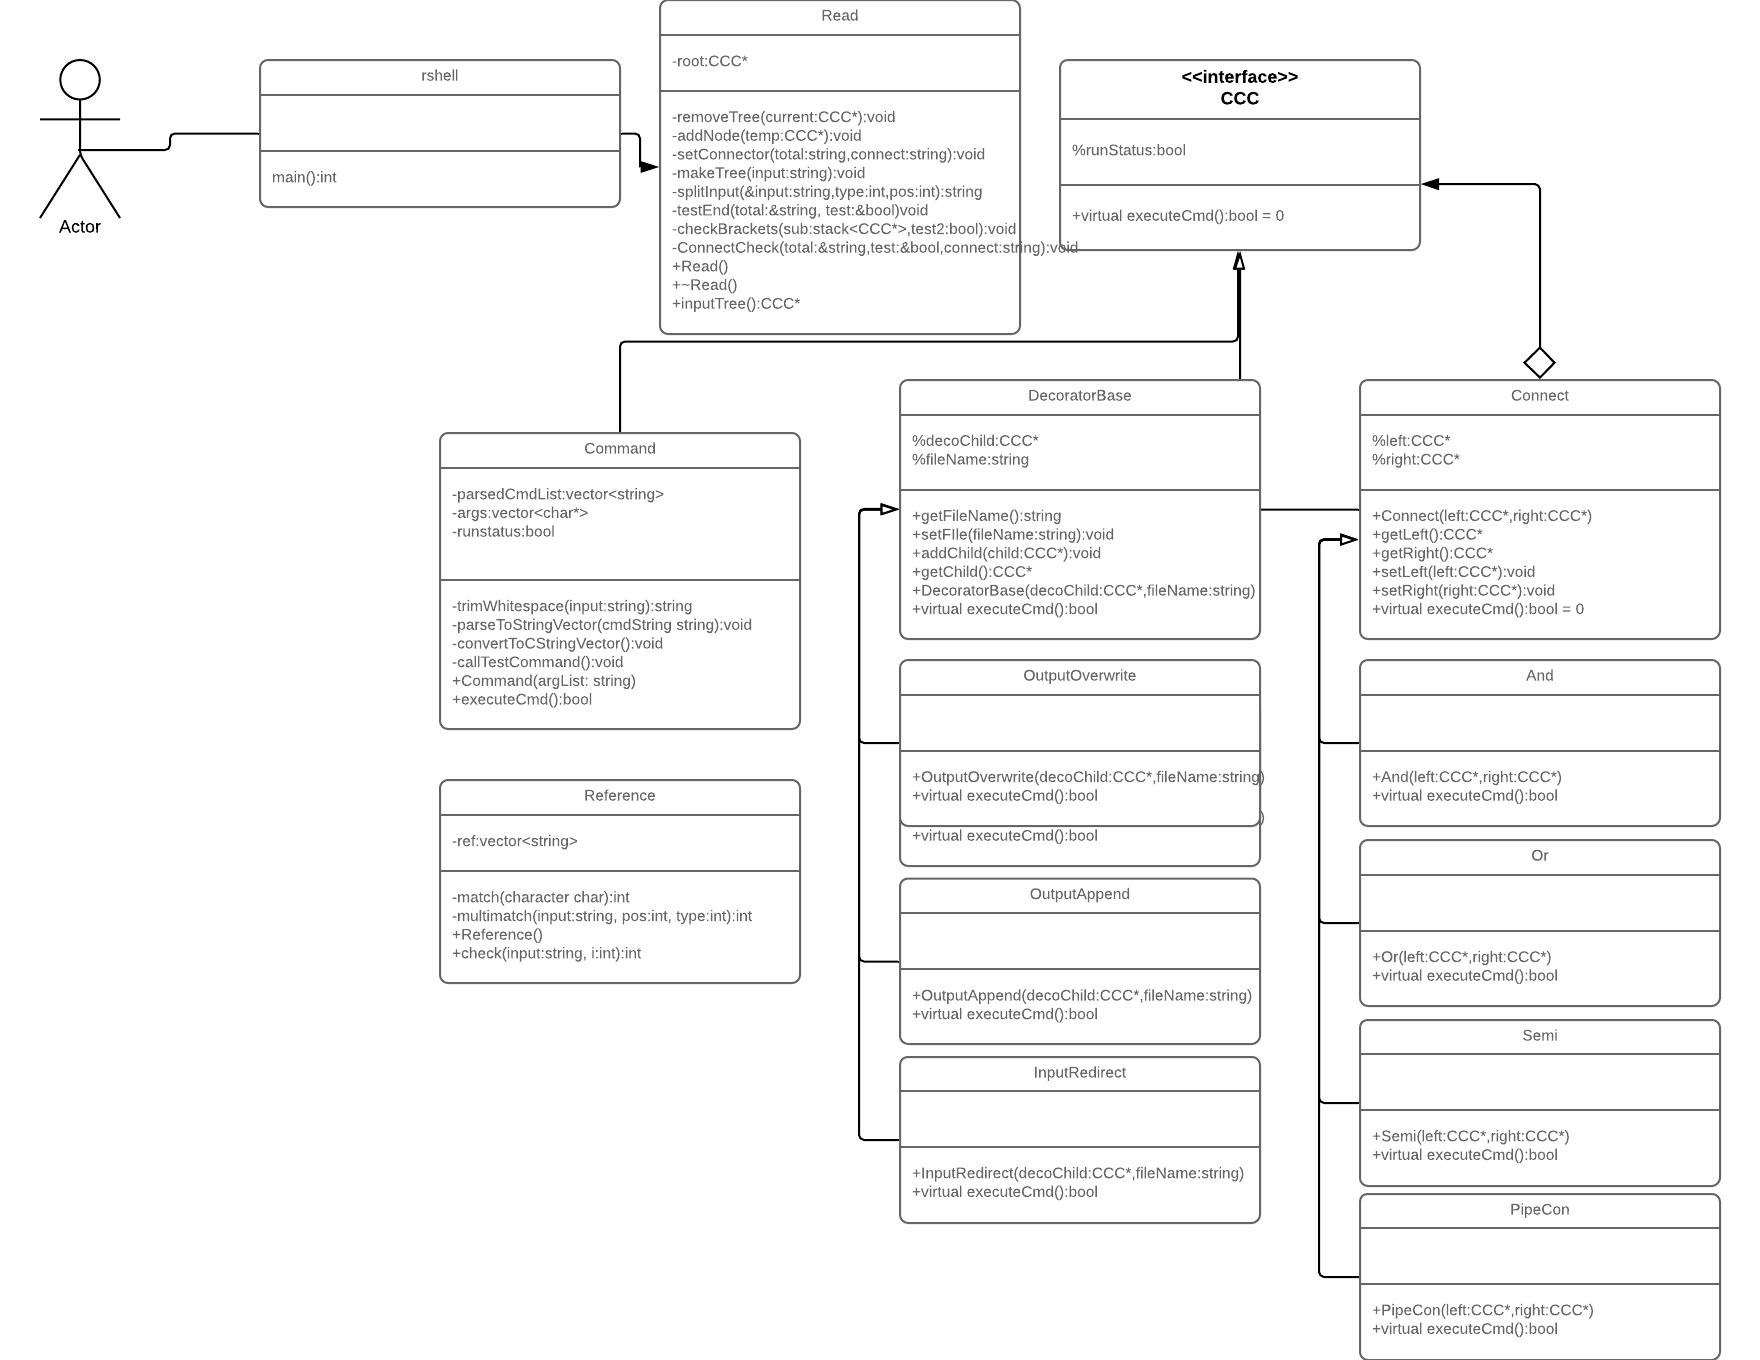 Actor
rshell
main():int
Read
-root:CCC*
-removeTree(current:CCC*):void
-addNode(temp:CCC*):void
-setConnector(total:string,connect:string):void
-makeTree(input:string):void
-splitInput(&input:string,type:int,pos:int):string
-testEnd(total:&string, test:&bool)void
-checkBrackets(sub:stack<CCC*>,test2:bool):void
-ConnectCheck(total:&string,test:&bool,connect:string):void
+Read()
+~Read()
+inputTree():CCC*
<<interface>>
CCC
%runStatus:bool
+virtual executeCmd():bool = 0
Command
-parsedCmdList:vector<string>
-args:vector<char*>
-runstatus:bool
-trimWhitespace(input:string):string
-parseToStringVector(cmdString string):void
-convertToCStringVector():void
-callTestCommand():void
+Command(argList: string)
+executeCmd():bool
Reference
-ref:vector<string>
-match(character char):int
-multimatch(input:string, pos:int, type:int):int
+Reference()
+check(input:string, i:int):int
DecoratorBase
%decoChild:CCC*
%fileName:string
+getFileName():string
+setFIle(fileName:string):void
+addChild(child:CCC*):void
+getChild():CCC*
+DecoratorBase(decoChild:CCC*,fileName:string)
+virtual executeCmd():bool
OutputOverwrite
+OutputOverwrite(decoChild:CCC*,fileName:string)
+virtual executeCmd():bool
)
+virtual executeCmd():bool
OutputAppend
+OutputAppend(decoChild:CCC*,fileName:string)
+virtual executeCmd():bool
InputRedirect
+InputRedirect(decoChild:CCC*,fileName:string)
+virtual executeCmd():bool
Connect
%left:CCC*
%right:CCC*
+Connect(left:CCC*,right:CCC*)
+getLeft():CCC*
+getRight():CCC*
+setLeft(left:CCC*):void
+setRight(right:CCC*):void
+virtual executeCmd():bool = 0
And
+And(left:CCC*,right:CCC*)
+virtual executeCmd():bool
Or
+Or(left:CCC*,right:CCC*)
+virtual executeCmd():bool
Semi
+Semi(left:CCC*,right:CCC*)
+virtual executeCmd():bool
PipeCon
+PipeCon(left:CCC*,right:CCC*)
+virtual executeCmd():bool